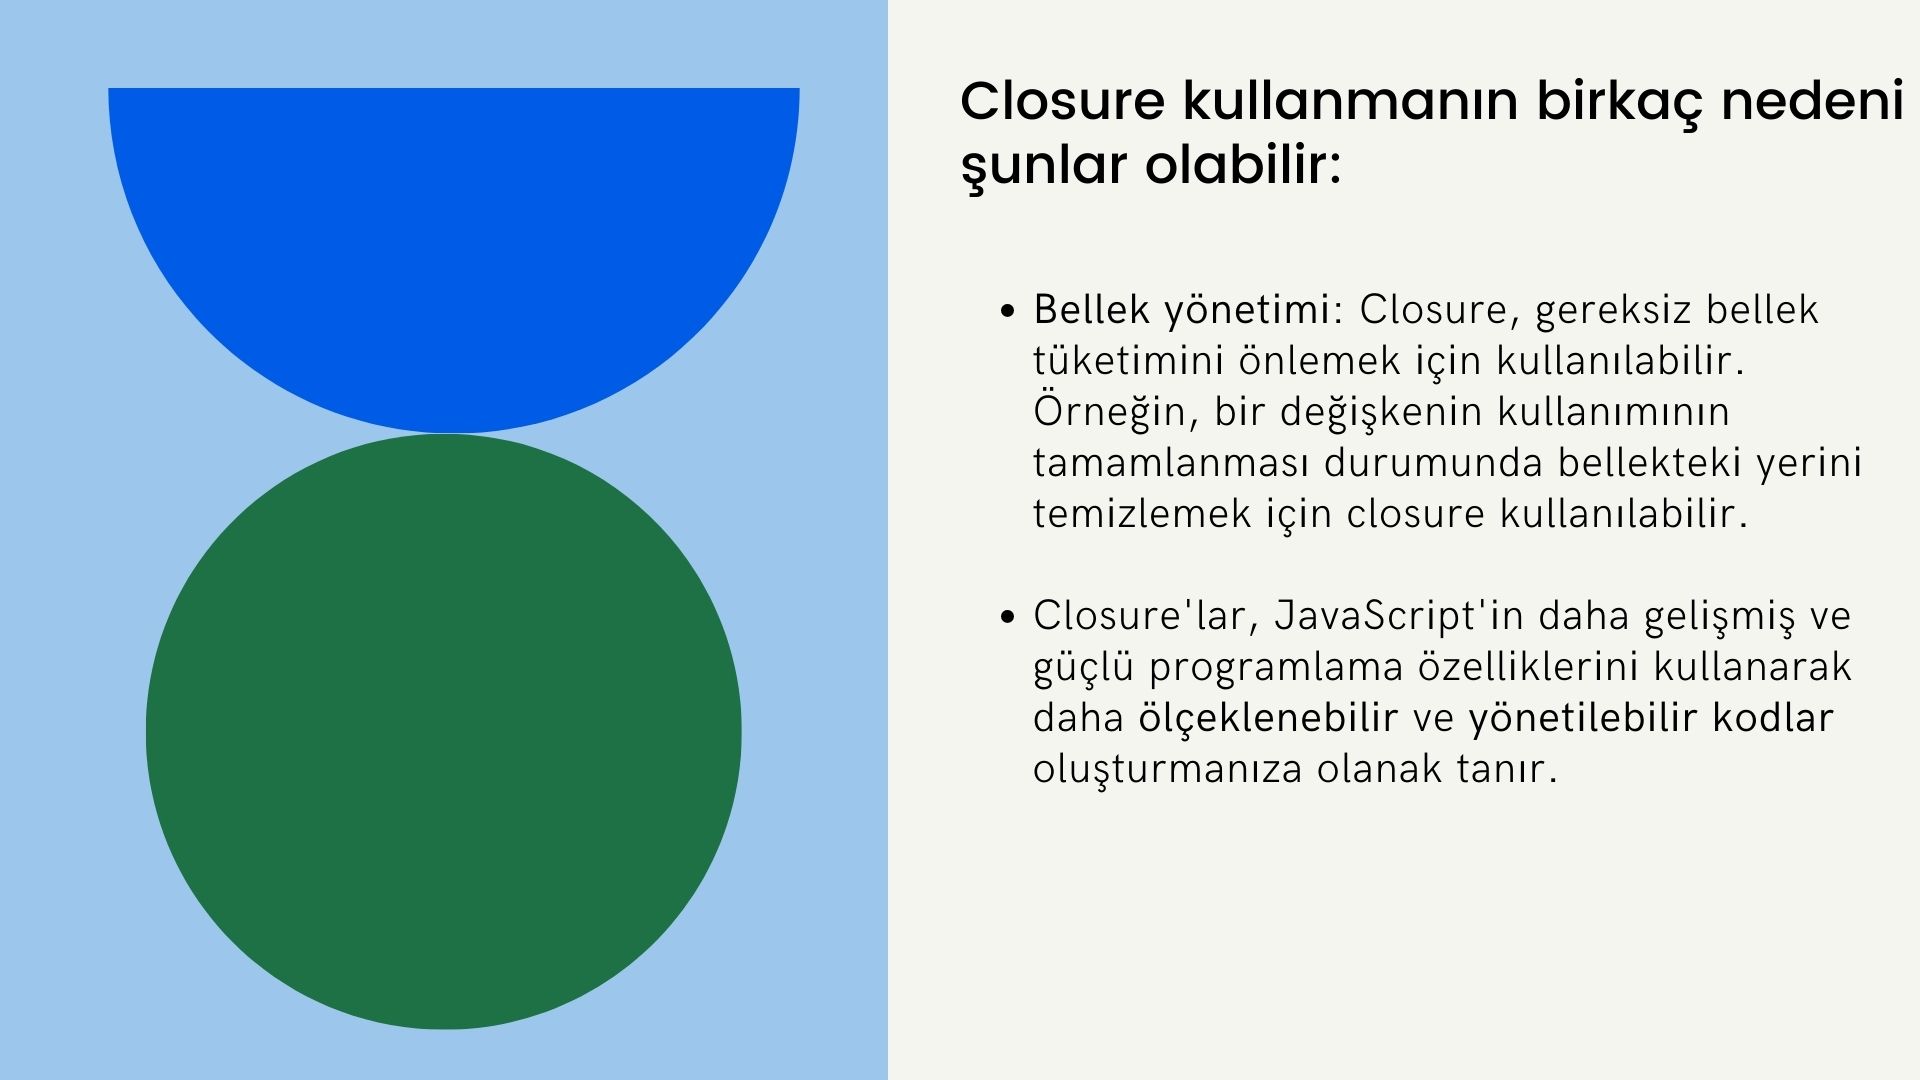 Closure kullanmanın birkaç nedeni
şunlar olabilir:
• Bellek yönetimi: Closure, gereksiz bellek
tüketimini önlemek için kullanılabilir.
Örneğin, bir değişkenin kullanımının
tamamlanması durumunda bellekteki yerini
temizlemek için closure kullanılabilir.
• Closure'lar, JavaScript'in daha gelişmiş ve
güçlü programlama özelliklerini kullanarak
daha ölçeklenebilir ve yönetilebilir kodlar
oluşturmanıza olanak tanır.